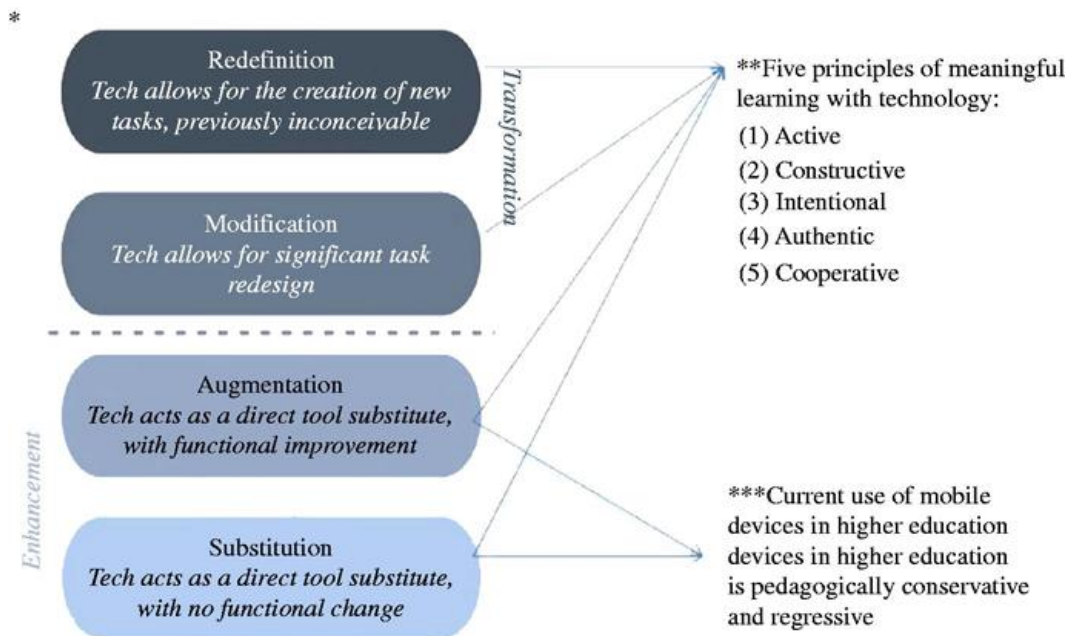 *
Redefinition
Tech allows for the creation of new
tasks, previously inconceivable
Transformation
Modification
Tech allows for significant task
redesign
Enhancement
Augmentation
Tech acts as a direct tool substitute,
with functional improvement
Substitution
Tech acts as a direct tool substitute,
with no functional change
**Five principles of meaningful
learning with technology:
(1) Active
(2) Constructive
(3) Intentional
(4) Authentic
(5) Cooperative
***Current use of mobile
devices in higher education
devices in higher education
is pedagogically conservative
and regressive